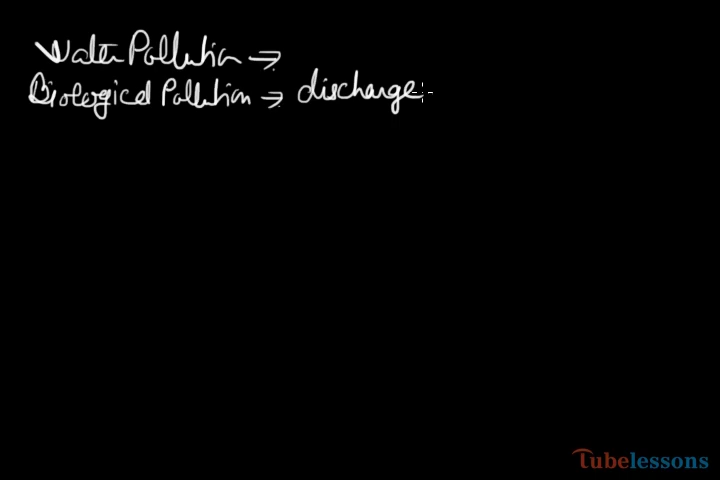 Water Pollution →
Biological Pollution → discharge
Tubelessons